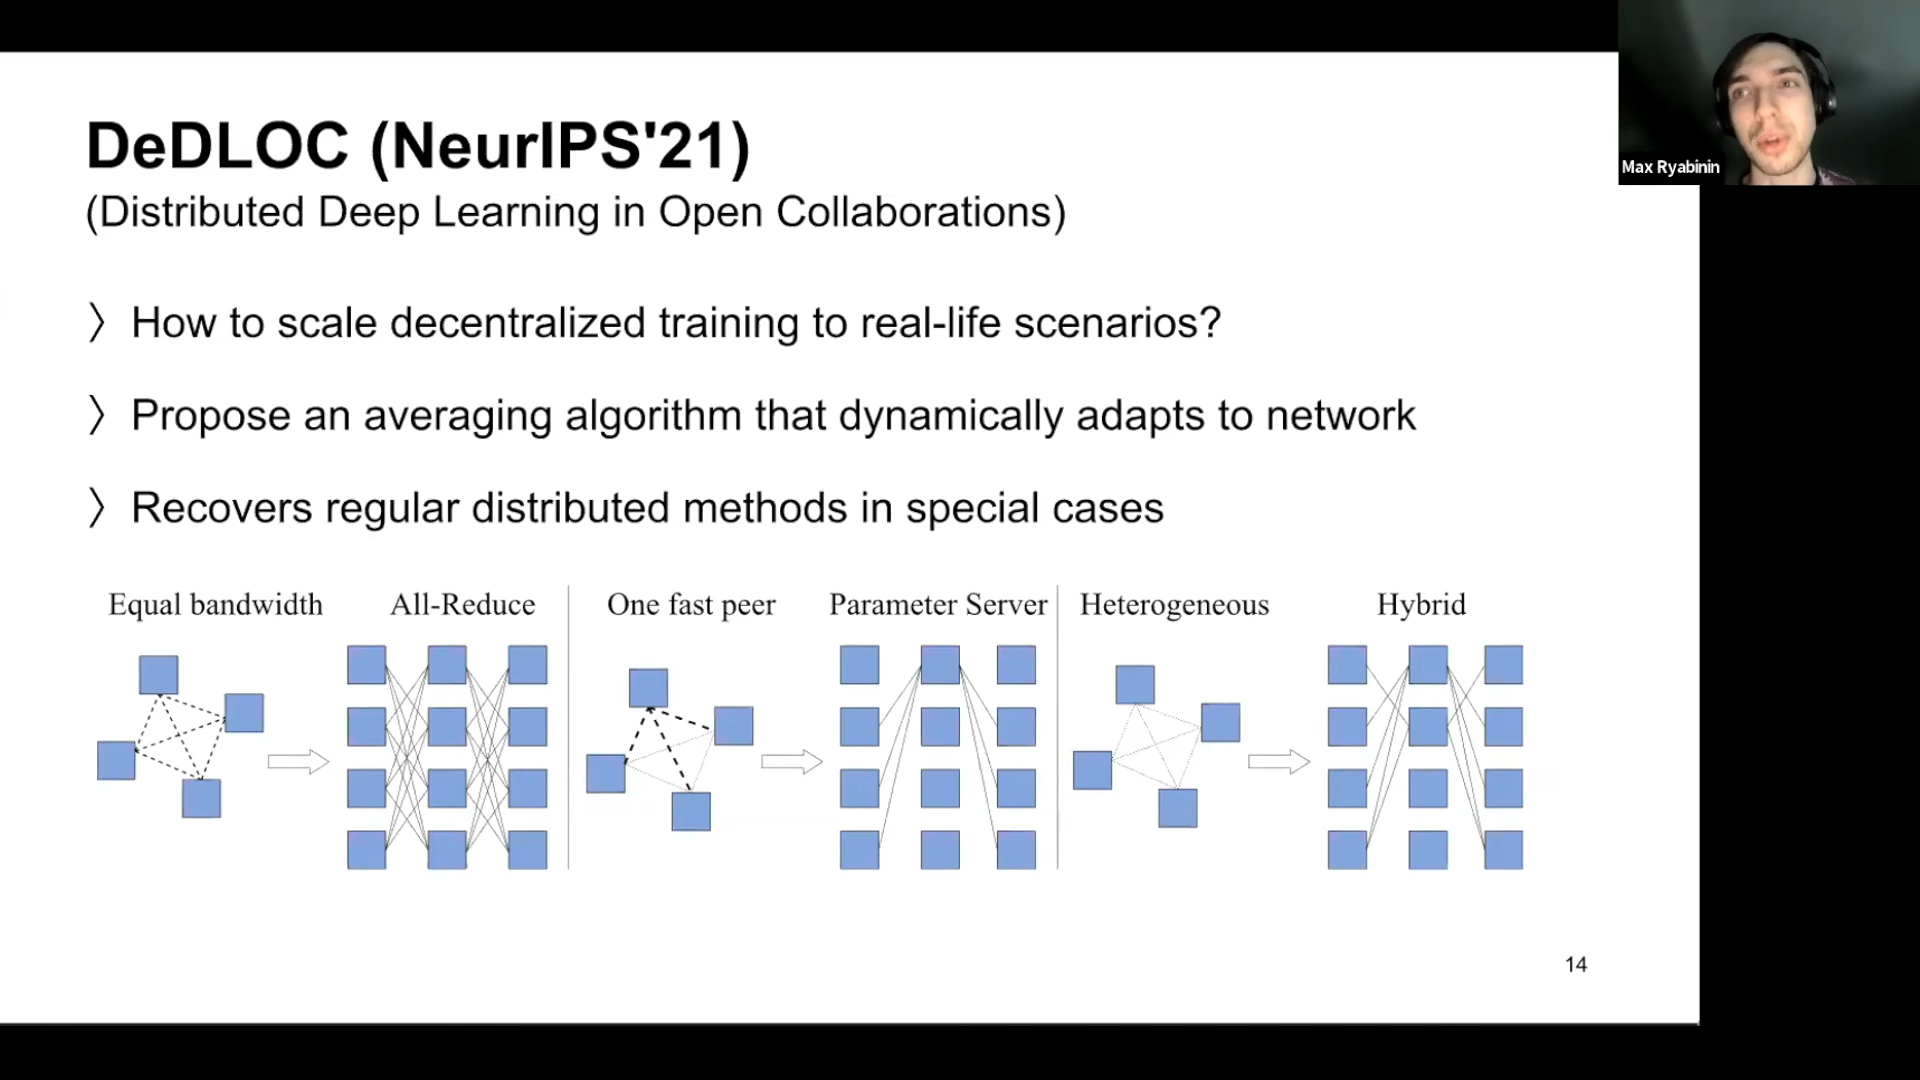 DeDLOC (NeurIPS'21)
(Distributed Deep Learning in Open Collaborations)
〉How to scale decentralized training to real-life scenarios?
〉Propose an averaging algorithm that dynamically adapts to network
〉Recovers regular distributed methods in special cases
Equal bandwidth All-Reduce One fast peer Parameter Server Heterogeneous Hybrid
14
Max Ryabinin